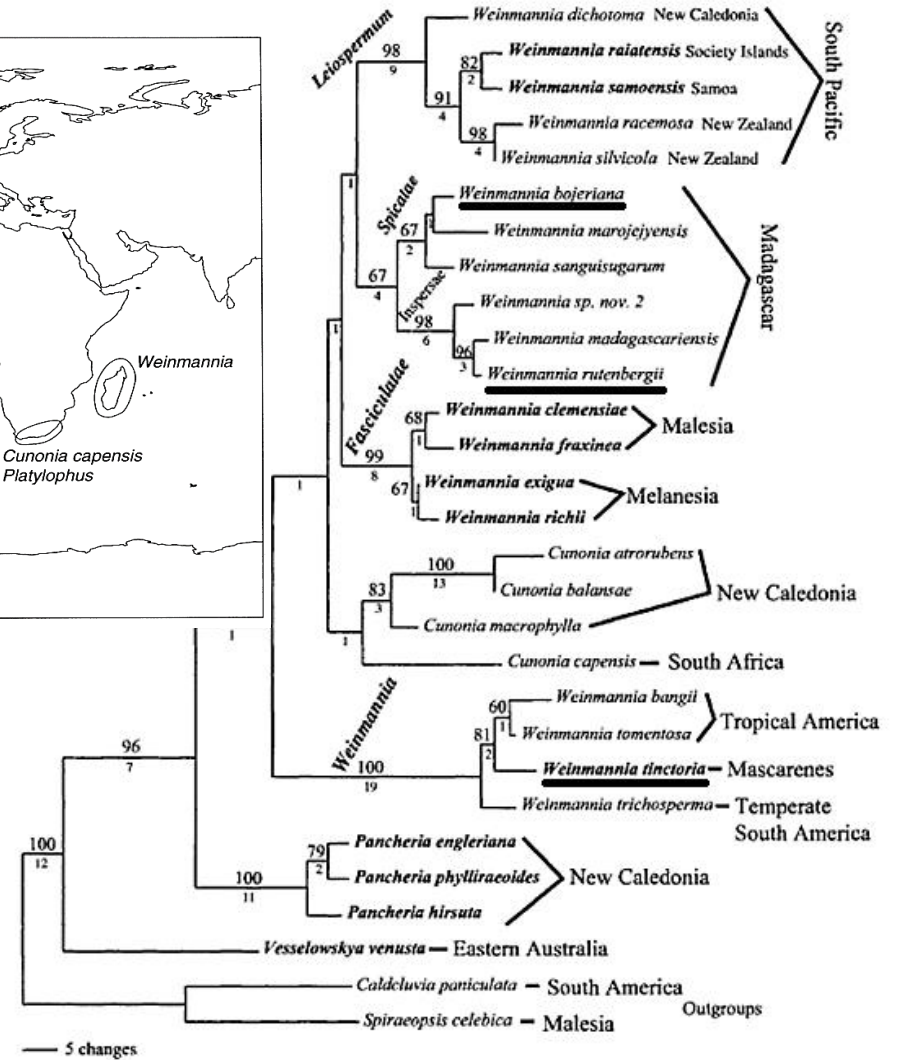 Weinmannia dichotoma New Caledonia
Leiospermum
98
9
Weinmannia raiatensis Society Islands
82
2
Weinmannia samoensis Samoa
91
4
Weinmannia racemosa New Zealand
98
4
Weinmannia silvicola New Zealand
South Pacific
1
Weinmannia bojeriana
Spicatae
67
2
1
Weinmannia marojejyensis
Weinmannia sanguisugarum
67
4
Inspersae
Weinmannia sp. nov. 2
98
6
Weinmannia madagascariensis
96
3
Weinmannia rutenbergii
Madagascar
1
Weinmannia
Cunonia capensis
Platylophus
Fasciculatae
Weinmannia clemensiae
68
1
Weinmannia fraxinea
Malesia
99
8
Weinmannia exigua
67
1
Weinmannia richii
Melanesia
1
Cunonia atrorubens
100
13
Cunonia balansae
83
3
Cunonia macrophylla
New Caledonia
1
Cunonia capensis South Africa
1
Weinmannia
Weinmannia bangii
60
1
Weinmannia tomentosa
Tropical America
81
2
Weinmannia tinctoria Mascarenes
100
19
Weinmannia trichosperma Temperate
South America
96
7
Pancheria engleriana
79
2
Pancheria phylliraeoides
New Caledonia
100
11
Pancheria hirsuta
100
12
Vesselowskya venusta Eastern Australia
Caldcluvia paniculata South America
Outgroups
Spiraeopsis celebica Malesia
5 changes